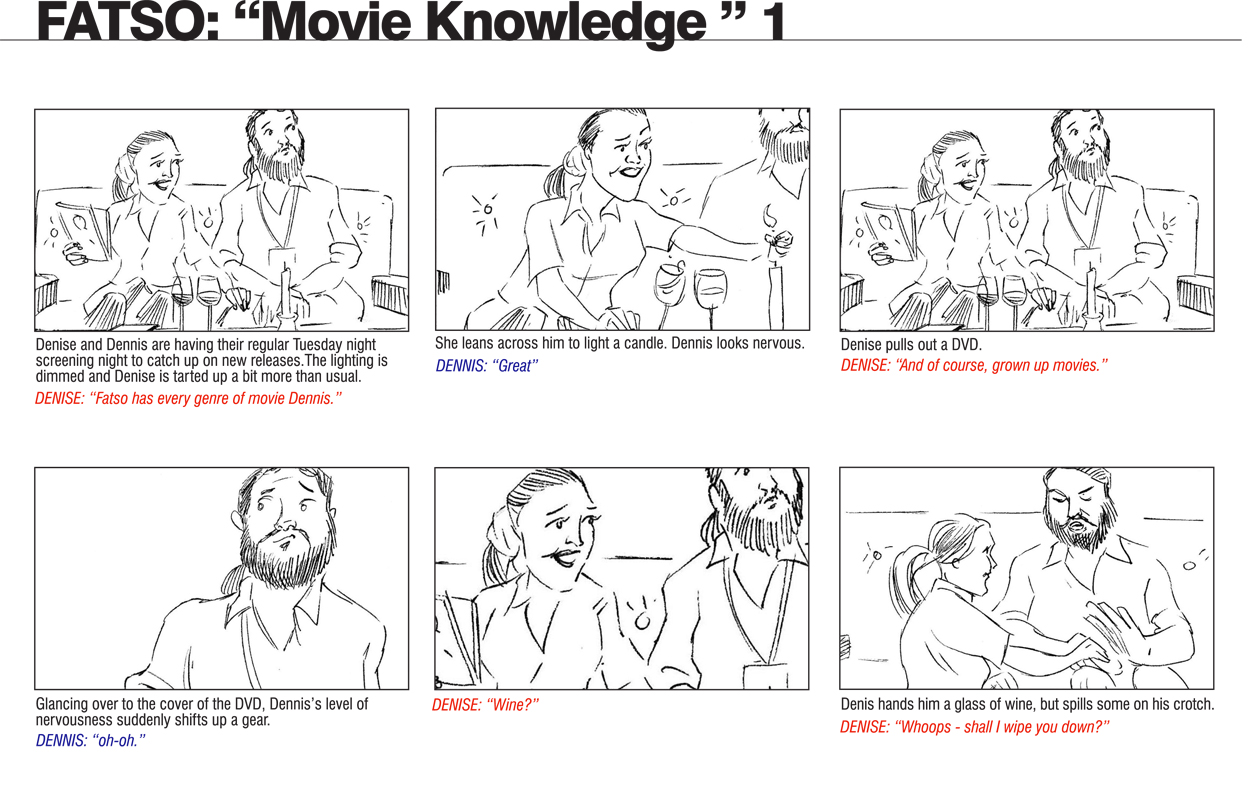 FATSO: “Movie Knowledge ” 1
Denise and Dennis are having their regular Tuesday night
screening night to catch up on new releases.The lighting is
dimmed and Denise is tarted up a bit more than usual.
DENISE: “Fatso has every genre of movie Dennis.”
She leans across him to light a candle. Dennis looks nervous.
DENNIS: “Great”
Denise pulls out a DVD.
DENISE: “And of course, grown up movies.”
Glancing over to the cover of the DVD, Dennis’s level of
nervousness suddenly shifts up a gear.
DENNIS: “oh-oh.”
DENISE: “Wine?”
Denis hands him a glass of wine, but spills some on his crotch.
DENISE: “Whoops - shall I wipe you down?”